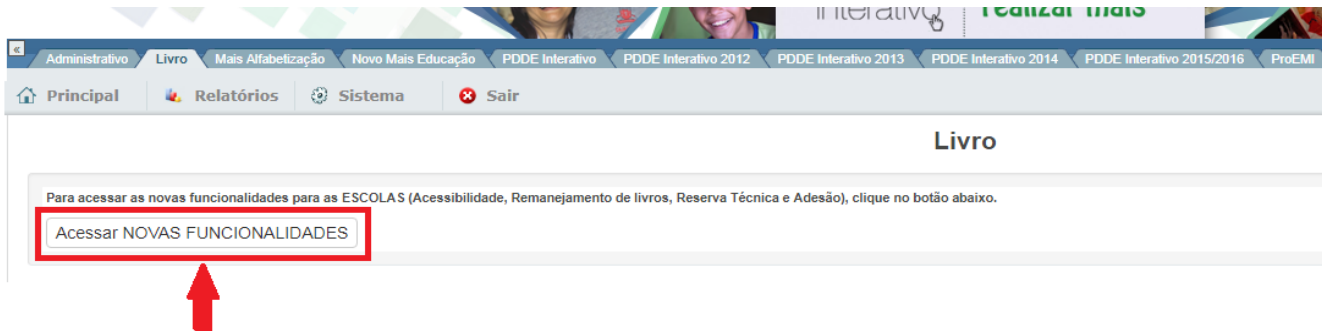 interativo
realizar mais
« Administrativo Livro Mais Alfabetização Novo Mais Educação PDDE Interativo PDDE Interativo 2012 PDDE Interativo 2013 PDDE Interativo 2014 PDDE Interativo 2015/2016 ProEMI
Principal Relatórios Sistema Sair
Livro
Para acessar as novas funcionalidades para as ESCOLAS (Acessibilidade, Remanejamento de livros, Reserva Técnica e Adesão), clique no botão abaixo.
Acessar NOVAS FUNCIONALIDADES